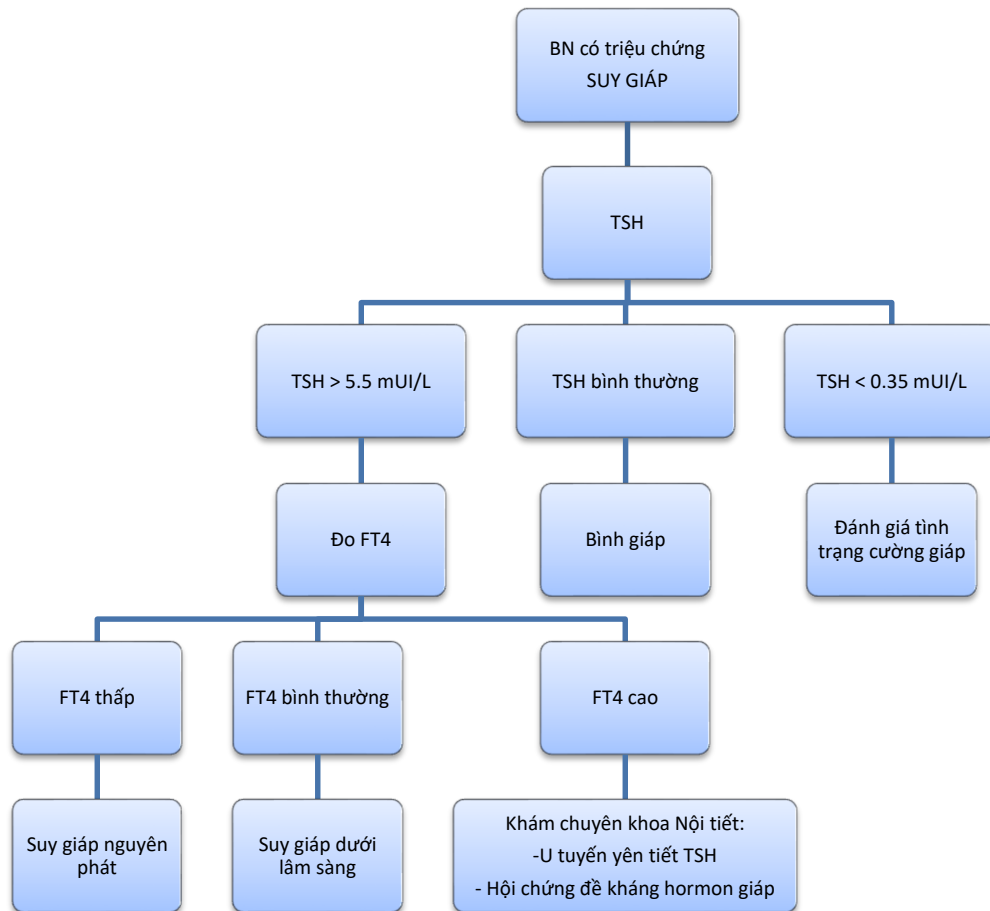 BN có triệu chứng
SUY GIÁP
TSH
TSH > 5.5 mUI/L
TSH bình thường
TSH < 0.35 mUI/L
Đo FT4
Bình giáp
Đánh giá tình
trạng cường giáp
FT4 thấp
FT4 bình thường
FT4 cao
Suy giáp nguyên
phát
Suy giáp dưới
lâm sàng
Khám chuyên khoa Nội tiết:
-U tuyến yên tiết TSH
- Hội chứng đề kháng hormon giáp